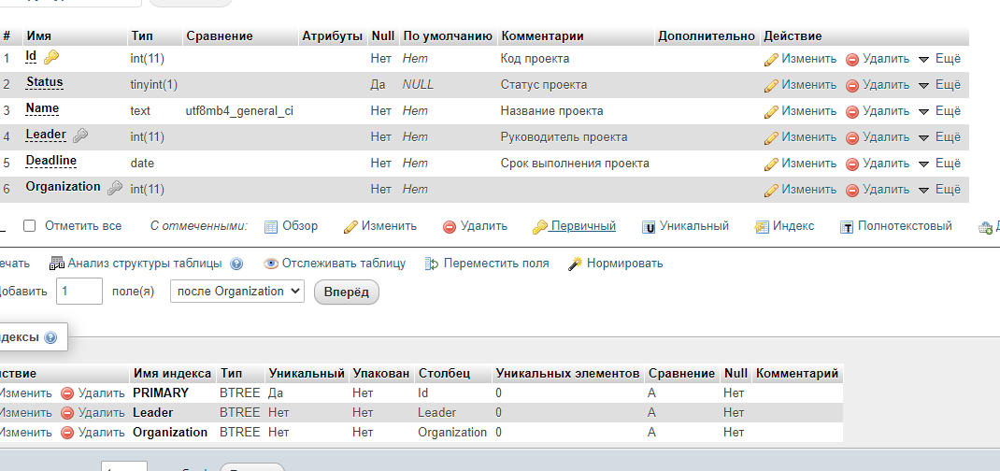 # Имя Тип Сравнение Атрибуты Null По умолчанию Комментарии Дополнительно Действие
1 Id int(11) Нет Нет Код проекта Изменить Удалить Ещё
2 Status tinyint(1) Да NULL Статус проекта Изменить Удалить Ещё
3 Name text utf8mb4_general_ci Нет Нет Название проекта Изменить Удалить Ещё
4 Leader int(11) Нет Нет Руководитель проекта Изменить Удалить Ещё
5 Deadline date Нет Нет Срок выполнения проекта Изменить Удалить Ещё
6 Organization int(11) Нет Нет Изменить Удалить Ещё
Отметить все С отмеченными: Обзор Изменить Удалить Первичный U Уникальный Индекс T Полнотекстовый
ечать Анализ структуры таблицы Отслеживать таблицу Переместить поля Нормировать
обавить 1 поле(я) после Organization Вперёд
дексы
ствие Имя индекса Тип Уникальный Упакован Столбец Уникальных элементов Сравнение Null Комментарий
Изменить Удалить PRIMARY BTREE Да Нет Id 0 A Нет
Изменить Удалить Leader BTREE Нет Нет Leader 0 A Нет
Изменить Удалить Organization BTREE Нет Нет Organization 0 A Нет